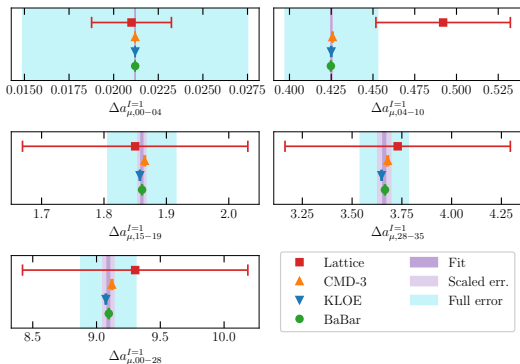 0.0150 0.0175 0.0200 0.0225 0.0250 0.0275
Δa^{I=1}_{μ,00−04}
0.400 0.425 0.450 0.475 0.500 0.525
Δa^{I=1}_{μ,04−10}
1.7 1.8 1.9 2.0
Δa^{I=1}_{μ,15−19}
3.25 3.50 3.75 4.00 4.25
Δa^{I=1}_{μ,28−35}
8.5 9.0 9.5 10.0
Δa^{I=1}_{μ,00−28}
Lattice
CMD-3
KLOE
BaBar
Fit
Scaled err.
Full error